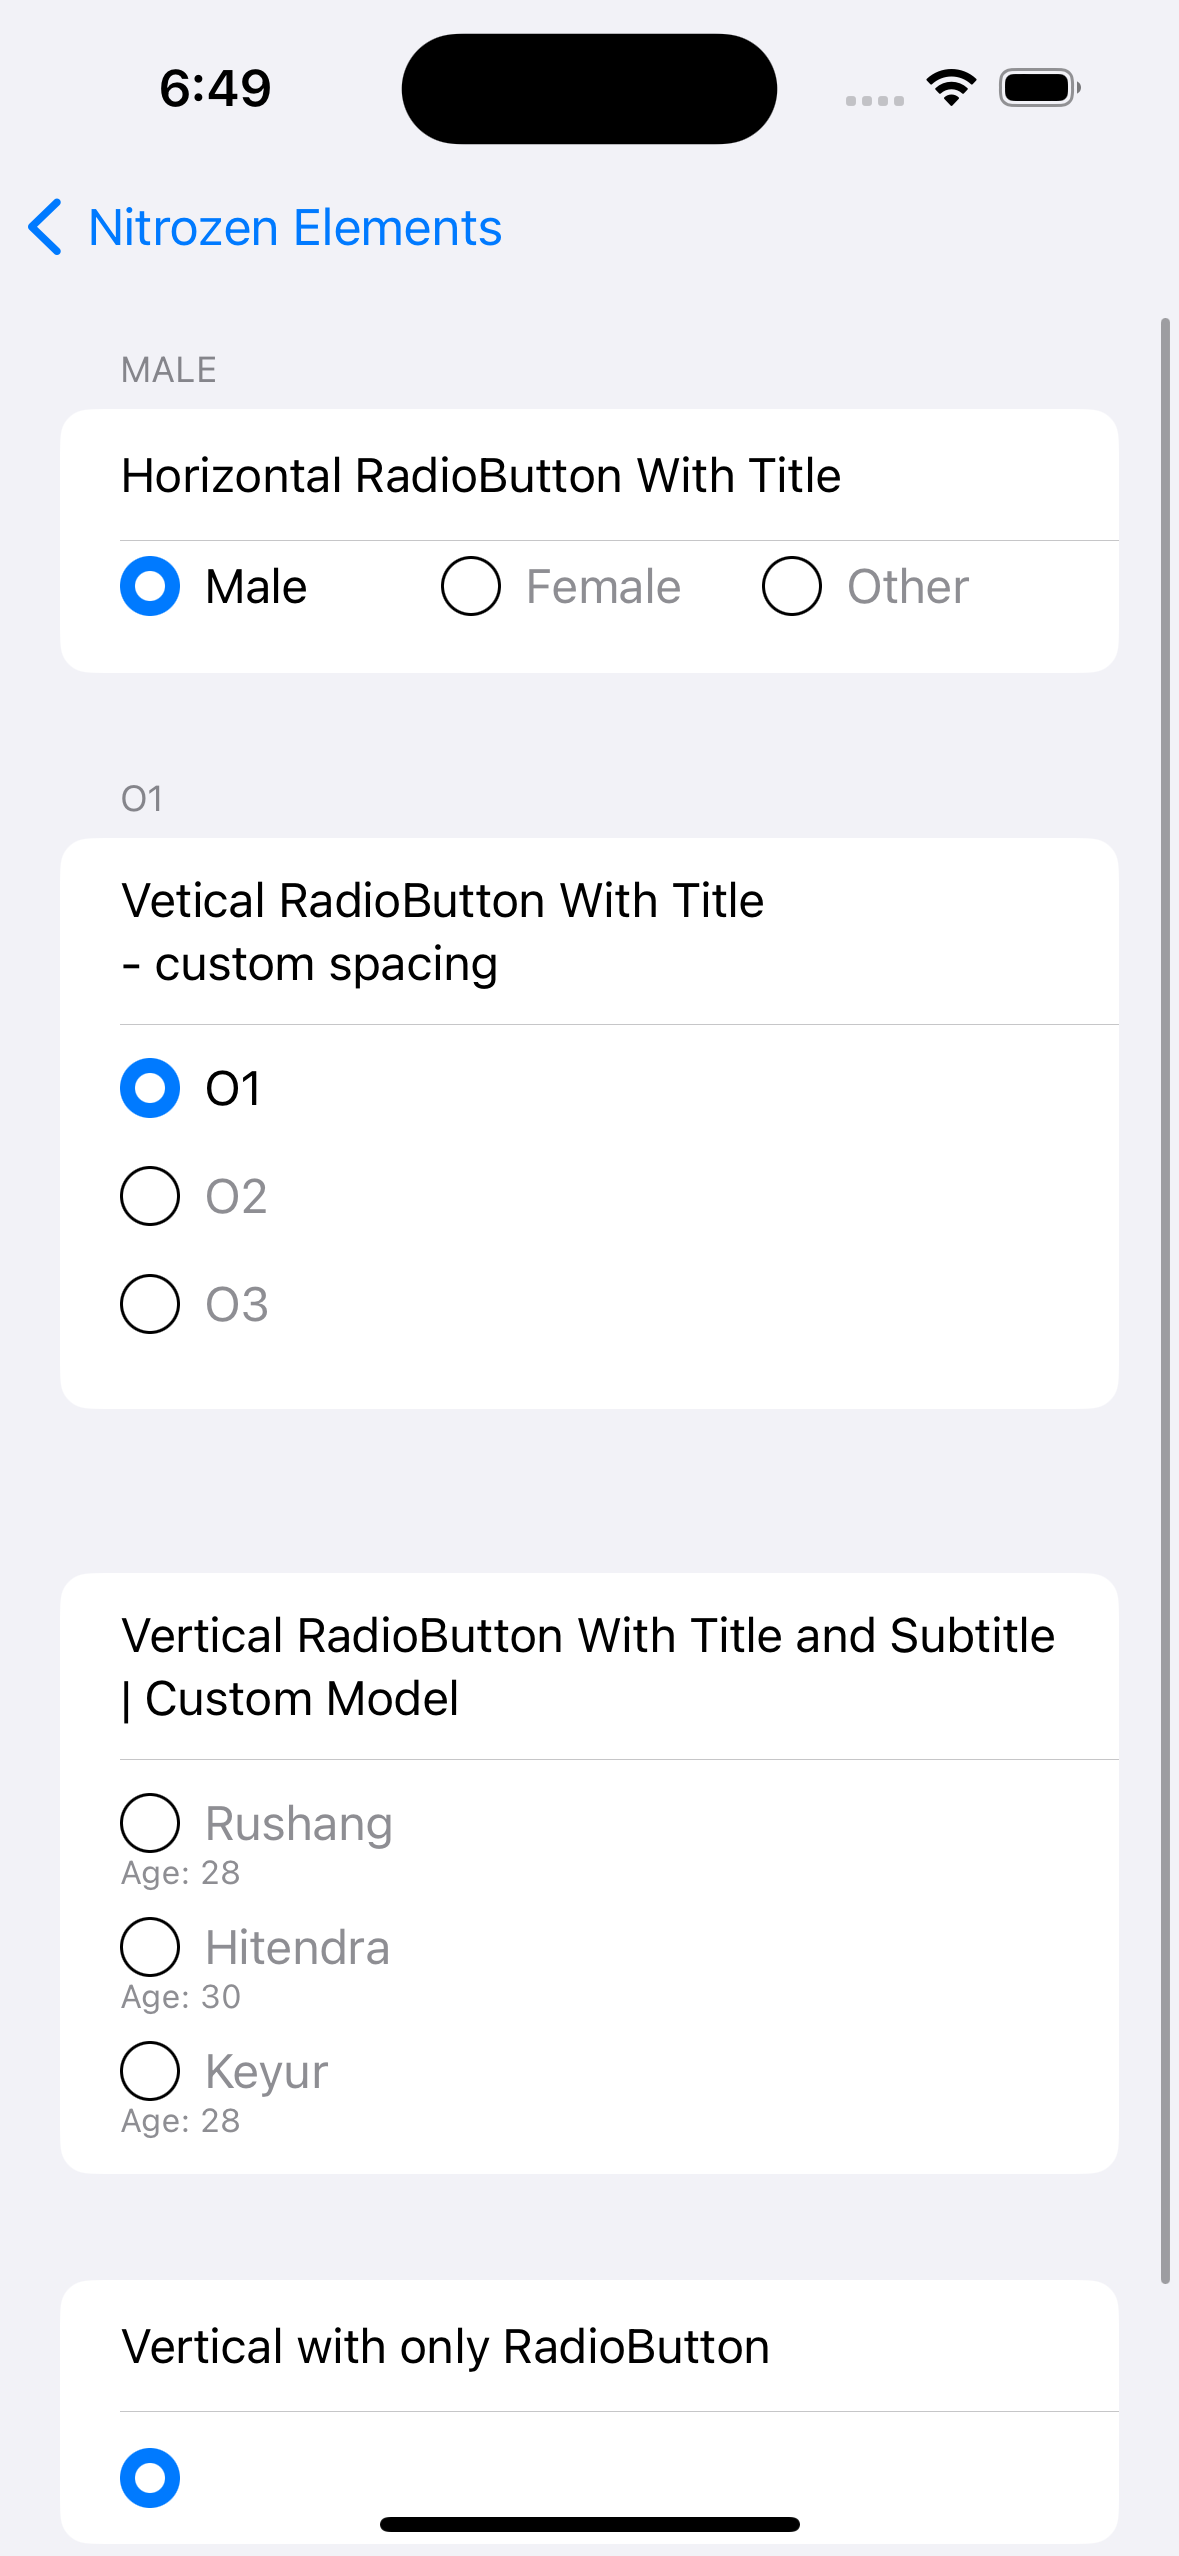 6:49
Nitrozen Elements
MALE
Horizontal RadioButton With Title
Male Female Other
O1
Vetical RadioButton With Title
- custom spacing
O1
O2
O3
Vertical RadioButton With Title and Subtitle
| Custom Model
Rushang
Age: 28
Hitendra
Age: 30
Keyur
Age: 28
Vertical with only RadioButton